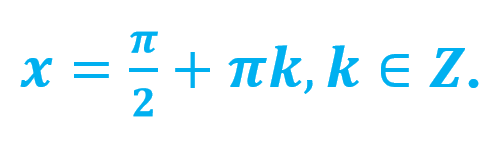 x = π/2 + πk, k ∈ Z.